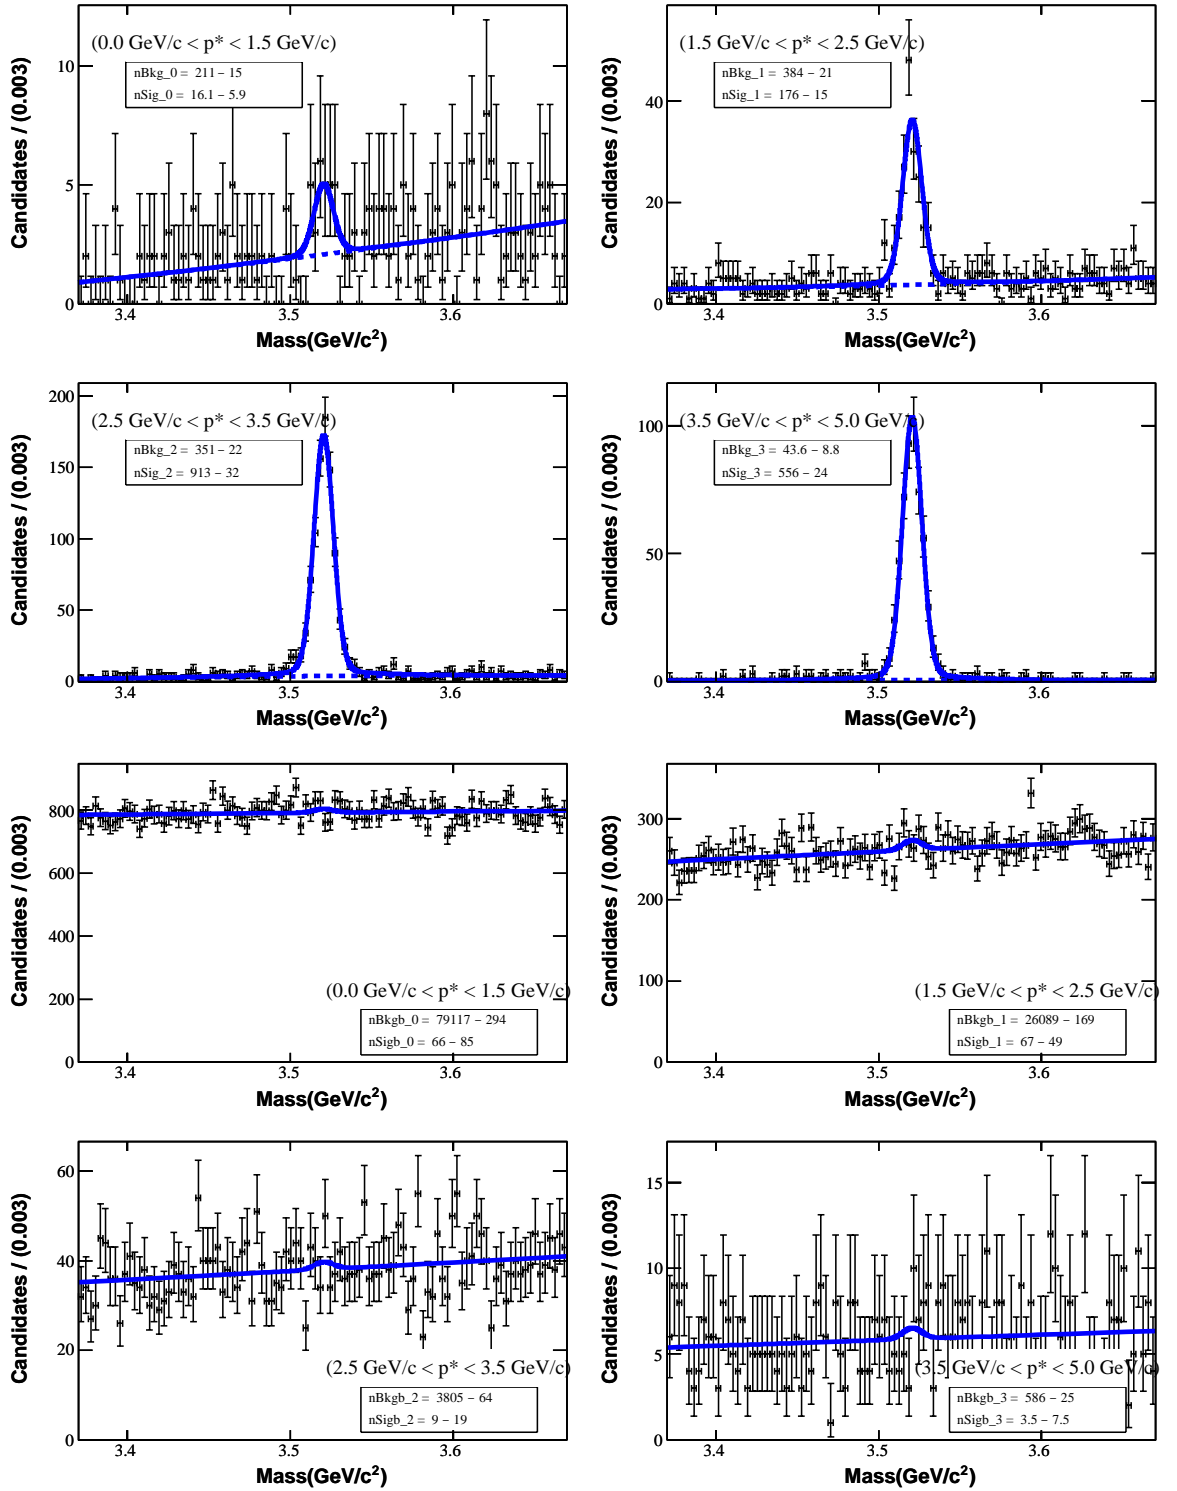 (0.0 GeV/c < p* < 1.5 GeV/c)
nBkg_0 = 211 – 15
nSig_0 = 16.1 – 5.9
Candidates / (0.003)
10
5
0
3.4 3.5 3.6
Mass(GeV/c²)
(1.5 GeV/c < p* < 2.5 GeV/c)
nBkg_1 = 384 – 21
nSig_1 = 176 – 15
Candidates / (0.003)
40
20
0
3.4 3.5 3.6
Mass(GeV/c²)
(2.5 GeV/c < p* < 3.5 GeV/c)
nBkg_2 = 351 – 22
nSig_2 = 913 – 32
Candidates / (0.003)
200
150
100
50
0
3.4 3.5 3.6
Mass(GeV/c²)
(3.5 GeV/c < p* < 5.0 GeV/c)
nBkg_3 = 43.6 – 8.8
nSig_3 = 556 – 24
Candidates / (0.003)
100
50
0
3.4 3.5 3.6
Mass(GeV/c²)
Candidates / (0.003)
800
600
400
200
0
(0.0 GeV/c < p* < 1.5 GeV/c)
nBkgb_0 = 79117 – 294
nSigb_0 = 66 – 85
3.4 3.5 3.6
Mass(GeV/c²)
Candidates / (0.003)
300
200
100
0
(1.5 GeV/c < p* < 2.5 GeV/c)
nBkgb_1 = 26089 – 169
nSigb_1 = 67 – 49
3.4 3.5 3.6
Mass(GeV/c²)
Candidates / (0.003)
60
40
20
0
(2.5 GeV/c < p* < 3.5 GeV/c)
nBkgb_2 = 3805 – 64
nSigb_2 = 9 – 19
3.4 3.5 3.6
Mass(GeV/c²)
Candidates / (0.003)
15
10
5
0
(3.5 GeV/c < p* < 5.0 GeV/c)
nBkgb_3 = 586 – 25
nSigb_3 = 3.5 – 7.5
3.4 3.5 3.6
Mass(GeV/c²)